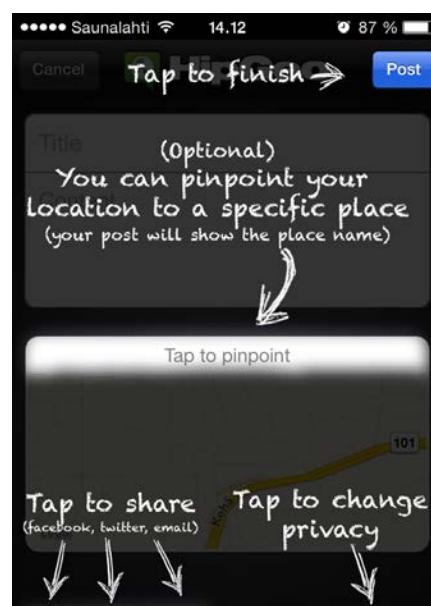 Saunalahti 14.12 87 %
Cancel HipGeo Post
Tap to finish
Title
(Optional)
You can pinpoint your
location to a specific place
(your post will show the place name)
Tap to pinpoint
101
Kehä
Tap to share
(facebook, twitter, email)
Tap to change
privacy